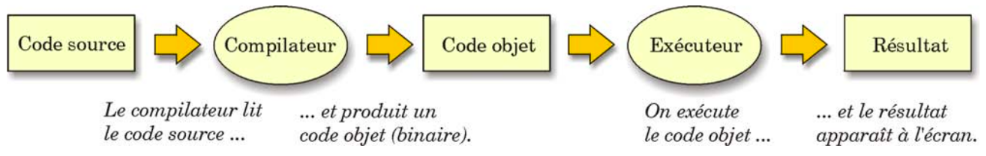 Code source
Compilateur
Code objet
Exécuteur
Résultat
Le compilateur lit
le code source ...
... et produit un
code objet (binaire).
On exécute
le code objet ...
... et le résultat
apparaît à l'écran.